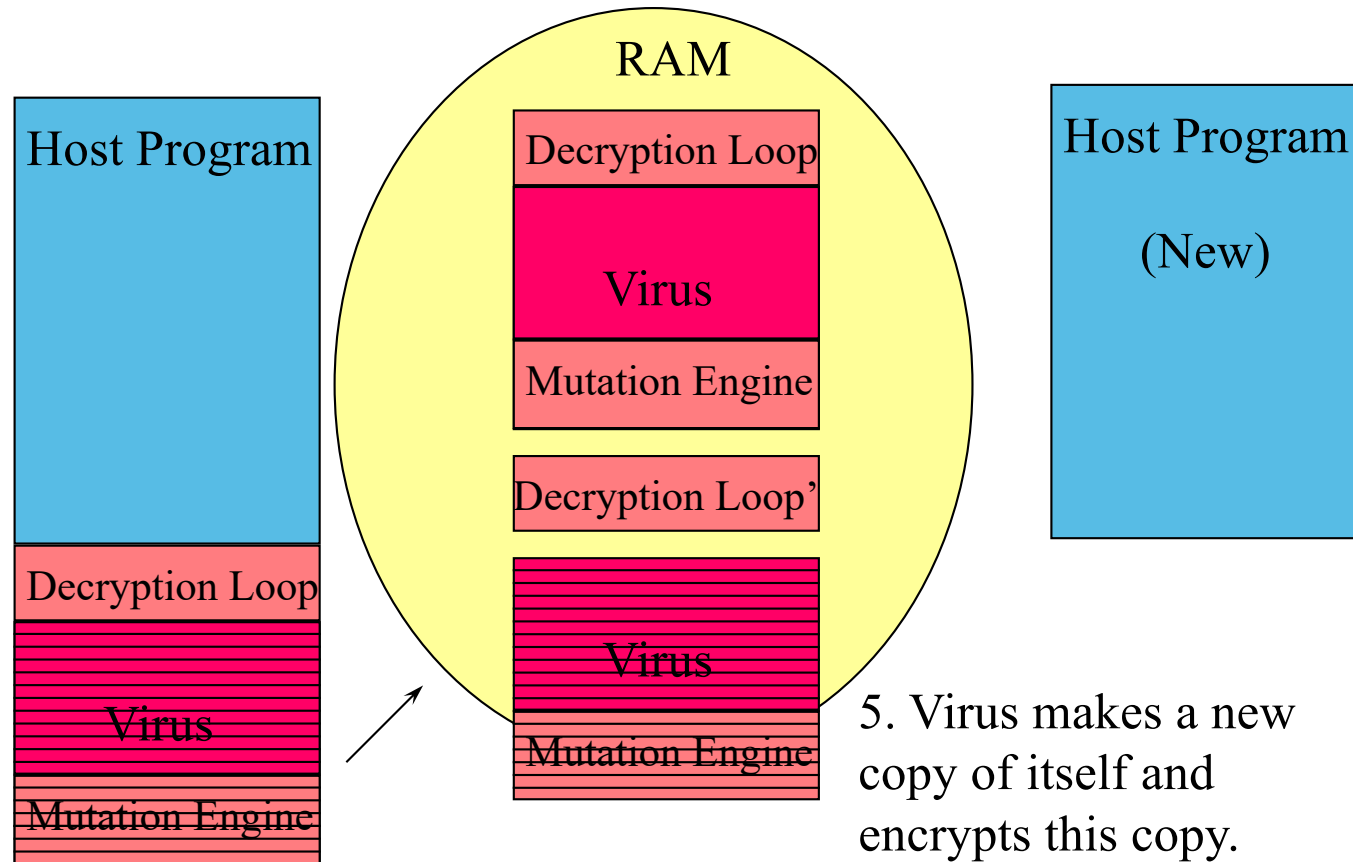 Host Program
Decryption Loop
Virus
Mutation Engine
RAM
Decryption Loop
Virus
Mutation Engine
Decryption Loop’
Virus
Mutation Engine
Host Program
(New)
5. Virus makes a new
copy of itself and
encrypts this copy.